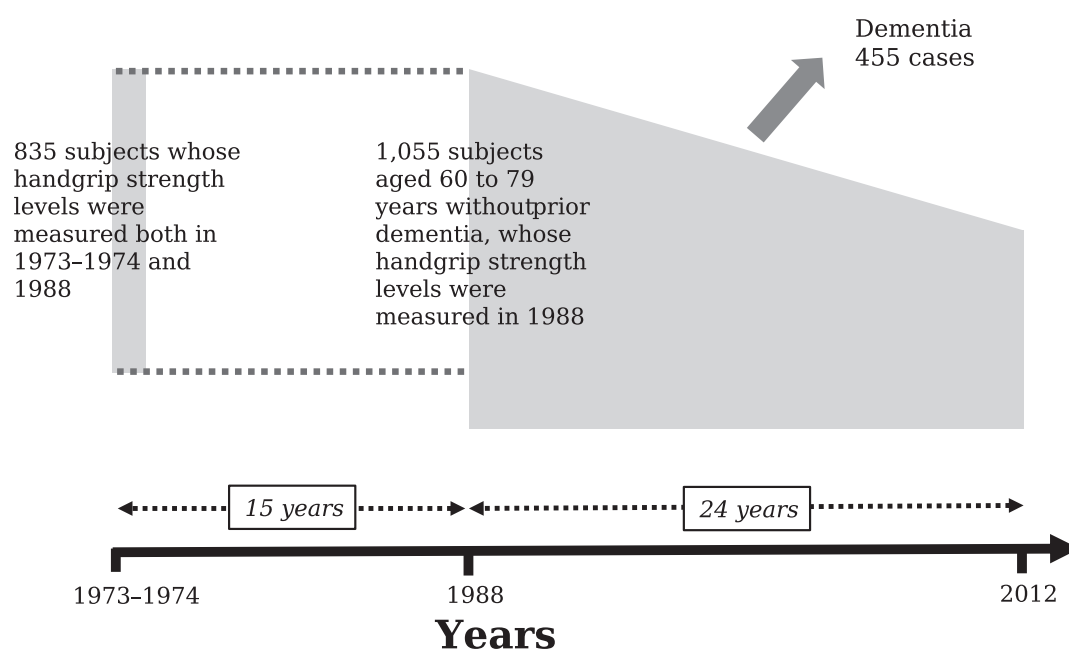 Dementia
455 cases
835 subjects whose
handgrip strength
levels were
measured both in
1973–1974 and
1988
1,055 subjects
aged 60 to 79
years withoutprior
dementia, whose
handgrip strength
levels were
measured in 1988
15 years
24 years
1973–1974
1988
2012
Years